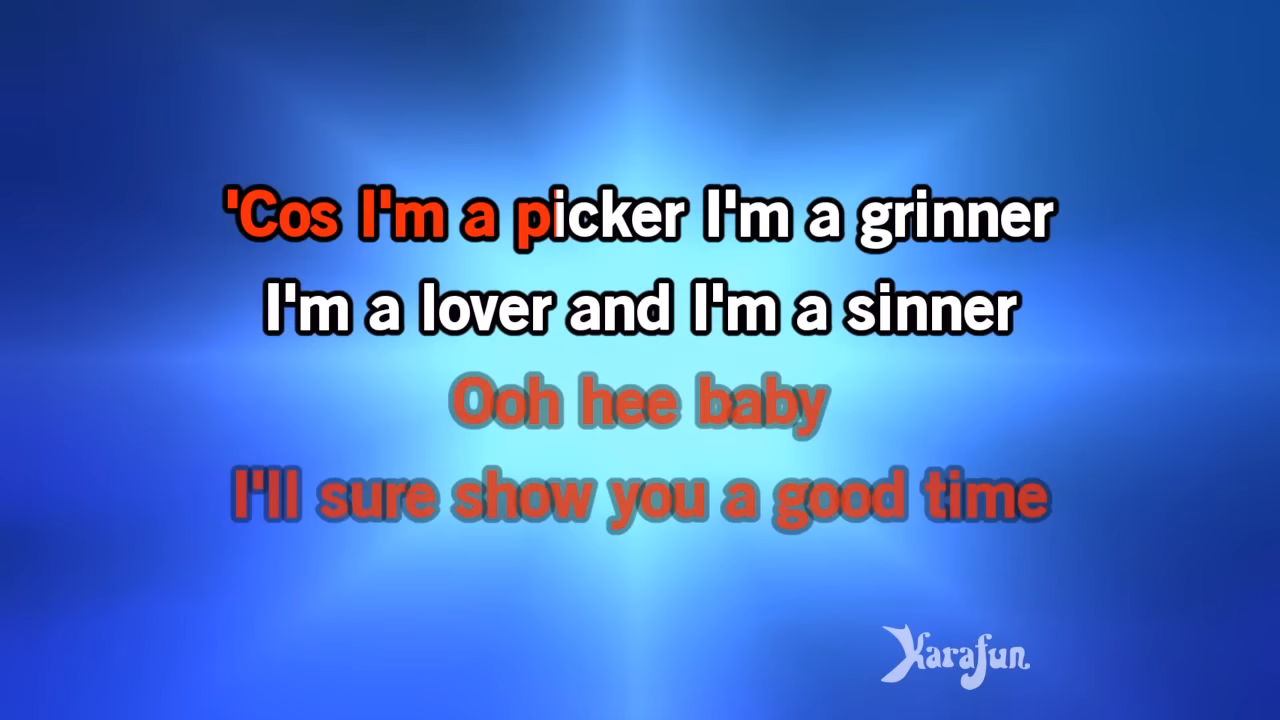 'Cos I'm a picker I'm a grinner
I'm a lover and I'm a sinner
Ooh hee baby
I'll sure show you a good time
Karafun